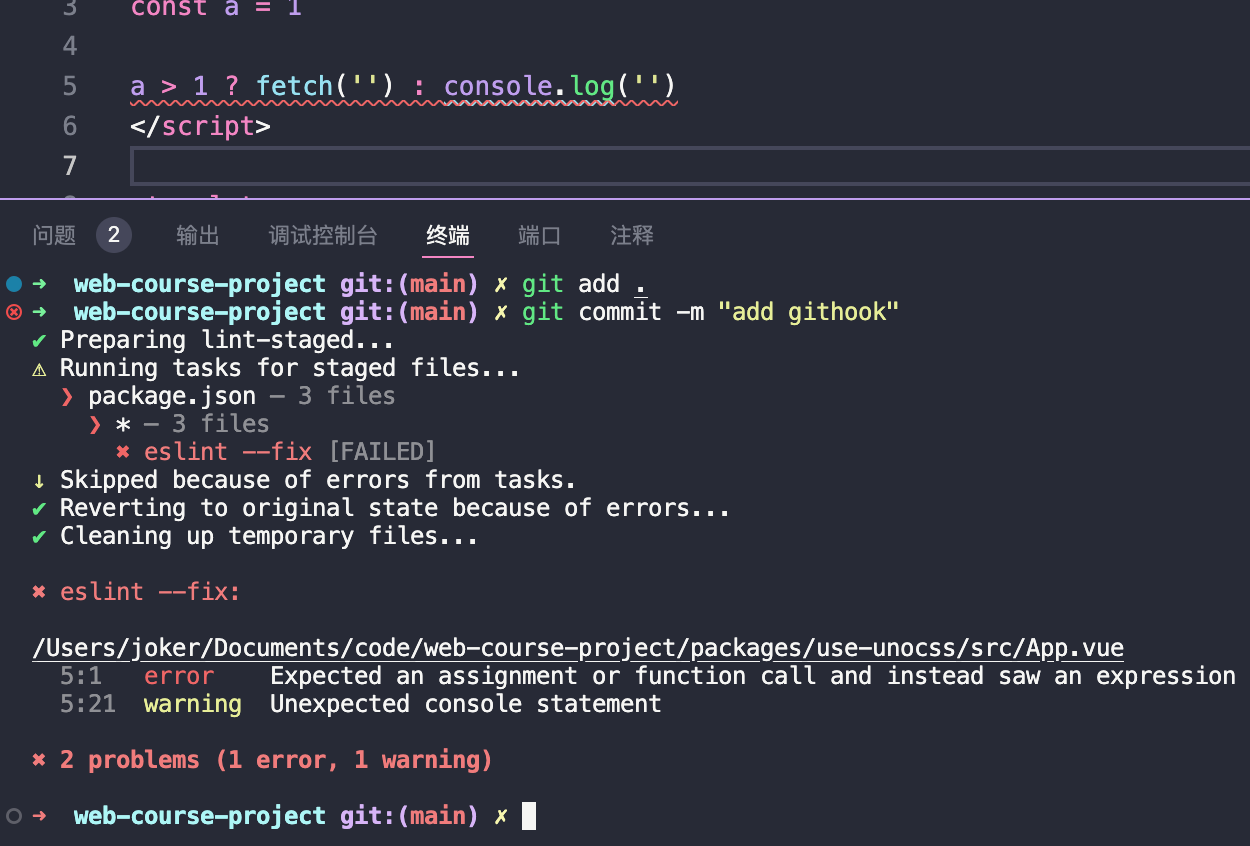 3 const a = 1
4
5 a > 1 ? fetch('') : console.log('')
6 </script>
7
问题 2 输出 调试控制台 终端 端口 注释
➜ web-course-project git:(main) ✗ git add .
➜ web-course-project git:(main) ✗ git commit -m "add githook"
✔ Preparing lint-staged...
⚠ Running tasks for staged files...
❯ package.json — 3 files
❯ * — 3 files
✖ eslint --fix [FAILED]
↓ Skipped because of errors from tasks.
✔ Reverting to original state because of errors...
✔ Cleaning up temporary files...
✖ eslint --fix:
/Users/joker/Documents/code/web-course-project/packages/use-unocss/src/App.vue
5:1 error Expected an assignment or function call and instead saw an expression
5:21 warning Unexpected console statement
✖ 2 problems (1 error, 1 warning)
➜ web-course-project git:(main) ✗